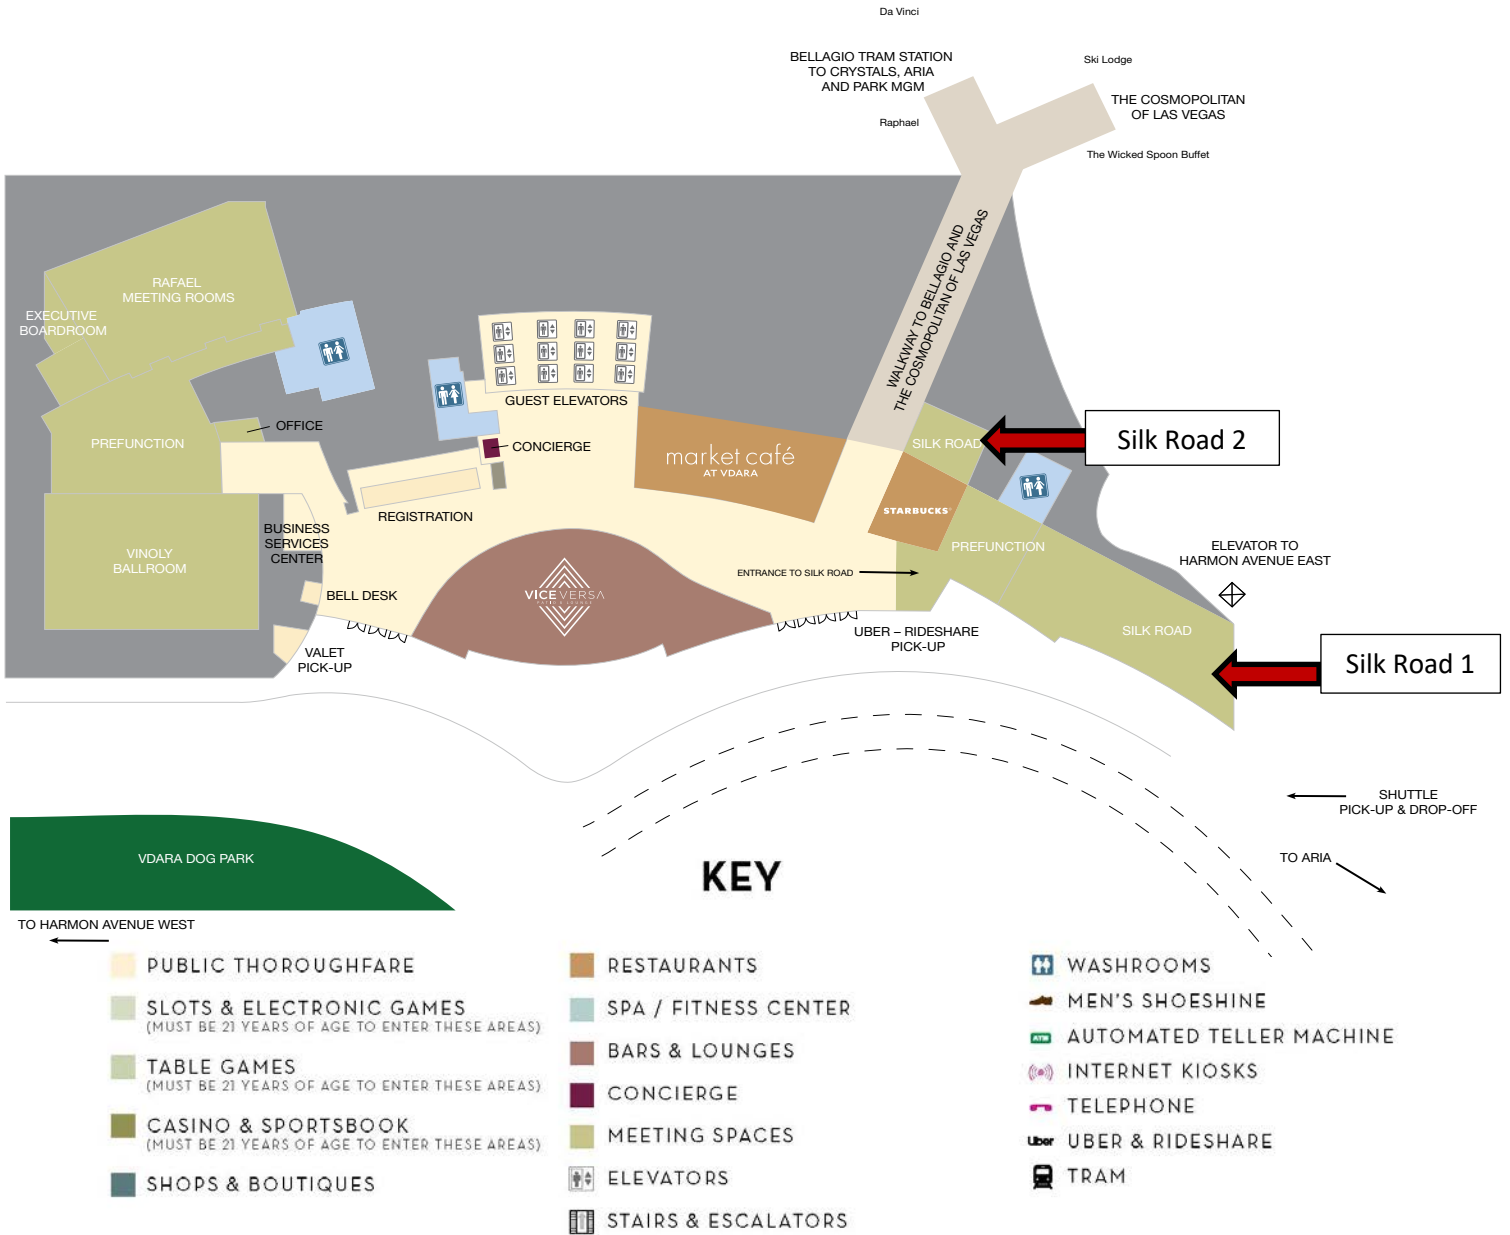 Da Vinci
BELLAGIO TRAM STATION
TO CRYSTALS, ARIA
AND PARK MGM
Ski Lodge
THE COSMOPOLITAN
OF LAS VEGAS
Raphael
The Wicked Spoon Buffet
WALKWAY TO BELLAGIO AND
THE COSMOPOLITAN OF LAS VEGAS
RAFAEL
MEETING ROOMS
EXECUTIVE
BOARDROOM
GUEST ELEVATORS
OFFICE
PREFUNCTION
CONCIERGE
market café
AT VDARA
SILK ROAD
Silk Road 2
REGISTRATION
STARBUCKS
BUSINESS
SERVICES
CENTER
VINOLY
BALLROOM
PREFUNCTION
ELEVATOR TO
HARMON AVENUE EAST
ENTRANCE TO SILK ROAD
BELL DESK
VICEVERSA
PATIO & LOUNGE
UBER – RIDESHARE
PICK-UP
SILK ROAD
VALET
PICK-UP
Silk Road 1
SHUTTLE
PICK-UP & DROP-OFF
VDARA DOG PARK
TO ARIA
KEY
TO HARMON AVENUE WEST
PUBLIC THOROUGHFARE
SLOTS & ELECTRONIC GAMES
(MUST BE 21 YEARS OF AGE TO ENTER THESE AREAS)
TABLE GAMES
(MUST BE 21 YEARS OF AGE TO ENTER THESE AREAS)
CASINO & SPORTSBOOK
(MUST BE 21 YEARS OF AGE TO ENTER THESE AREAS)
SHOPS & BOUTIQUES
RESTAURANTS
SPA / FITNESS CENTER
BARS & LOUNGES
CONCIERGE
MEETING SPACES
ELEVATORS
STAIRS & ESCALATORS
WASHROOMS
MEN'S SHOESHINE
ATM AUTOMATED TELLER MACHINE
INTERNET KIOSKS
TELEPHONE
Uber UBER & RIDESHARE
TRAM